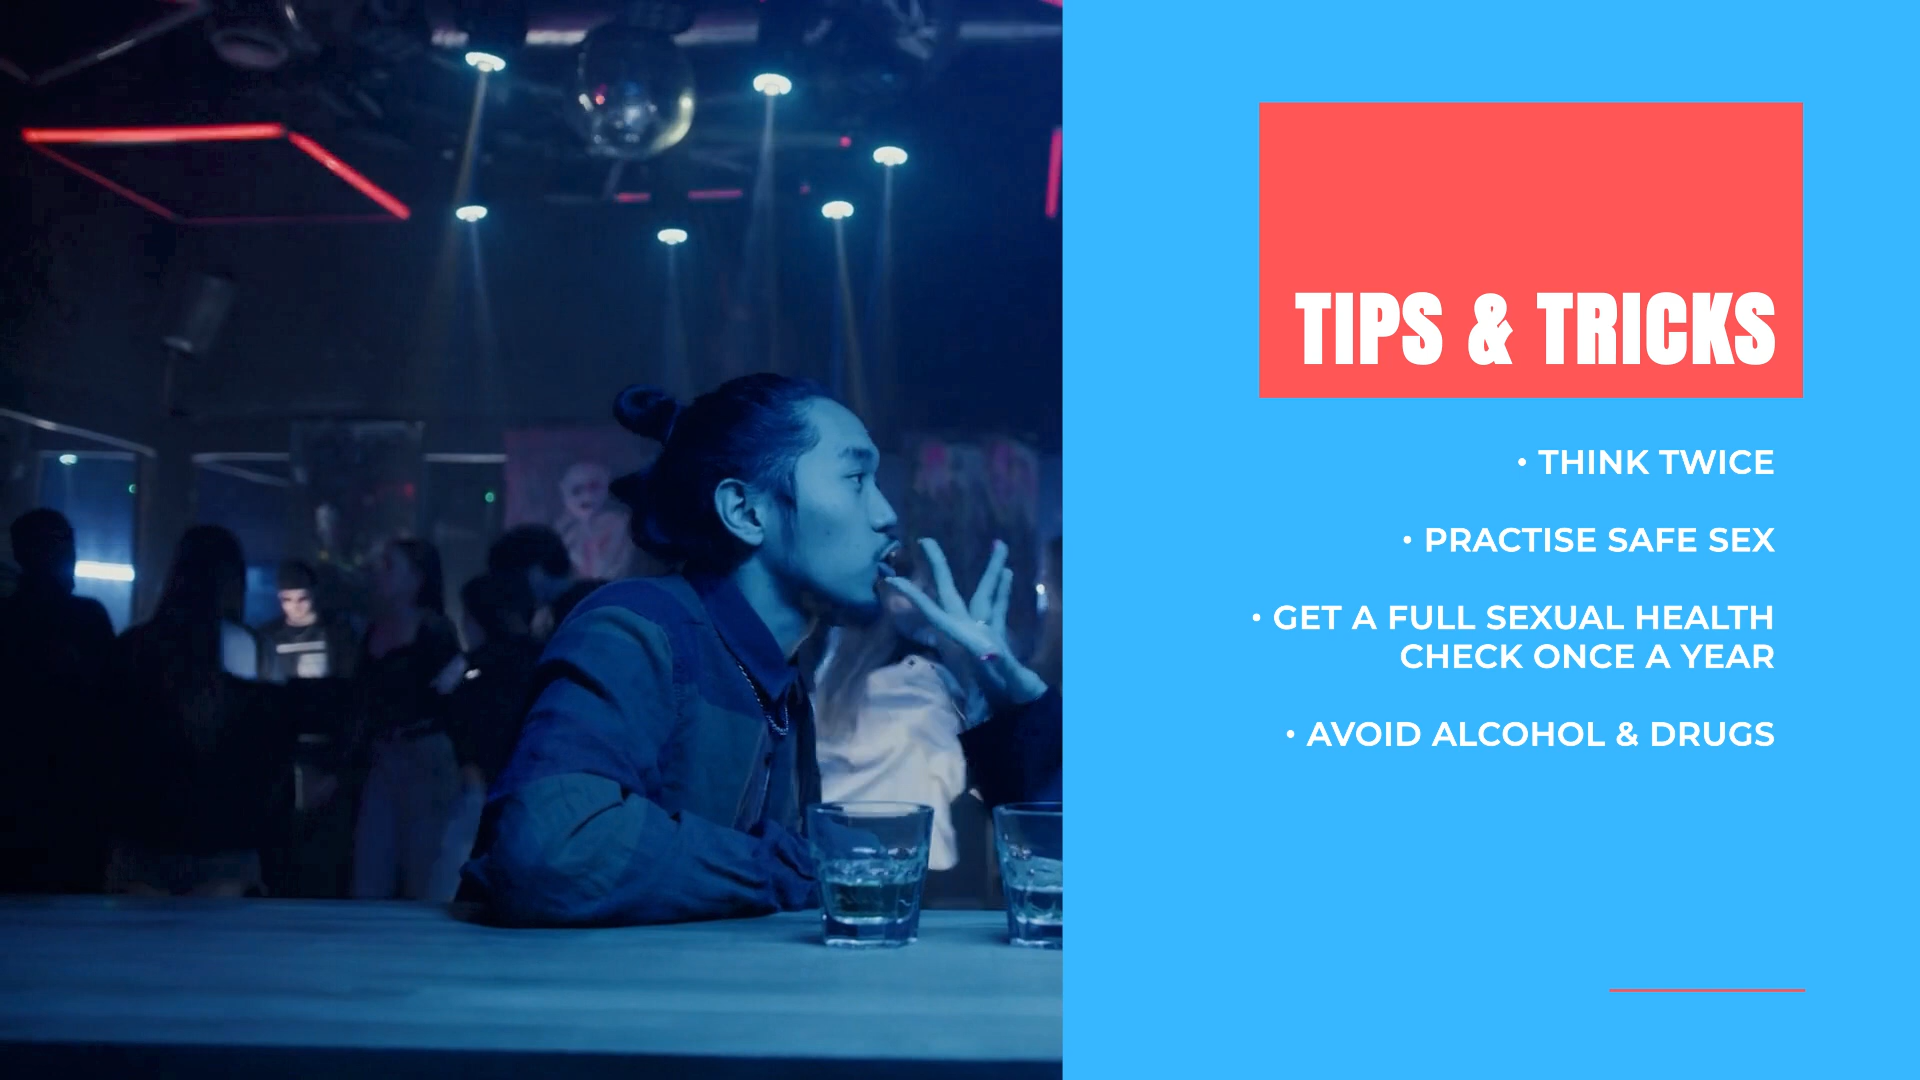 TIPS & TRICKS
• THINK TWICE
• PRACTISE SAFE SEX
• GET A FULL SEXUAL HEALTH
CHECK ONCE A YEAR
• AVOID ALCOHOL & DRUGS